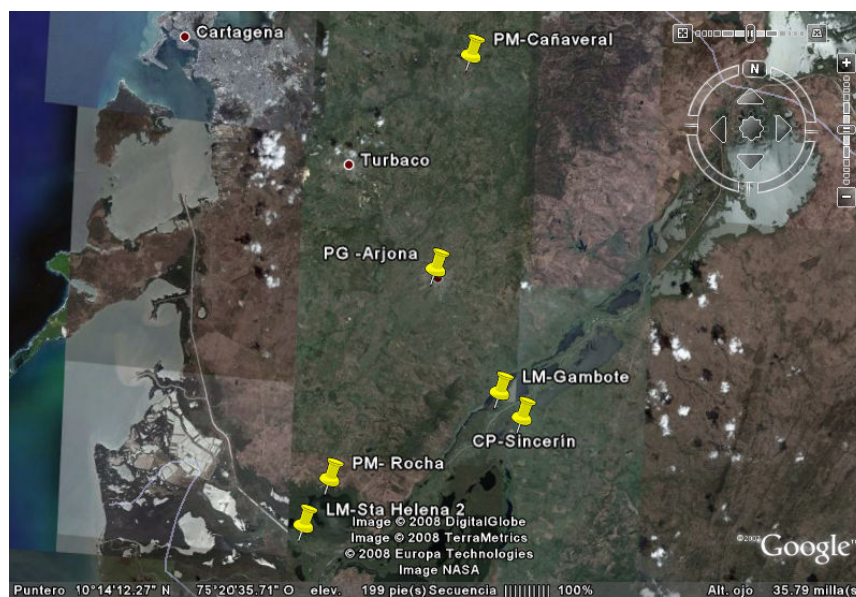 Cartagena
PM-Cañaveral
N
Turbaco
PG -Arjona
LM-Gambote
CP-Sincerín
PM- Rocha
LM-Sta Helena 2
Image © 2008 DigitalGlobe
Image © 2008 TerraMetrics
© 2008 Europa Technologies
Image NASA
Google
Puntero 10°14'12.27" N 75°20'35.71" O elev. 199 pie(s) Secuencia |||||||||| 100% Alt. ojo 35.79 milla(s